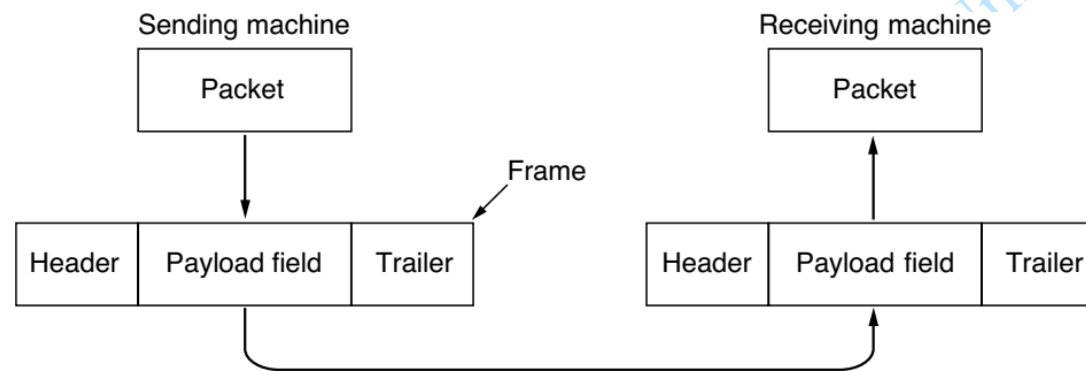 Sending machine
Receiving machine
Packet
Packet
Frame
Header Payload field Trailer
Header Payload field Trailer